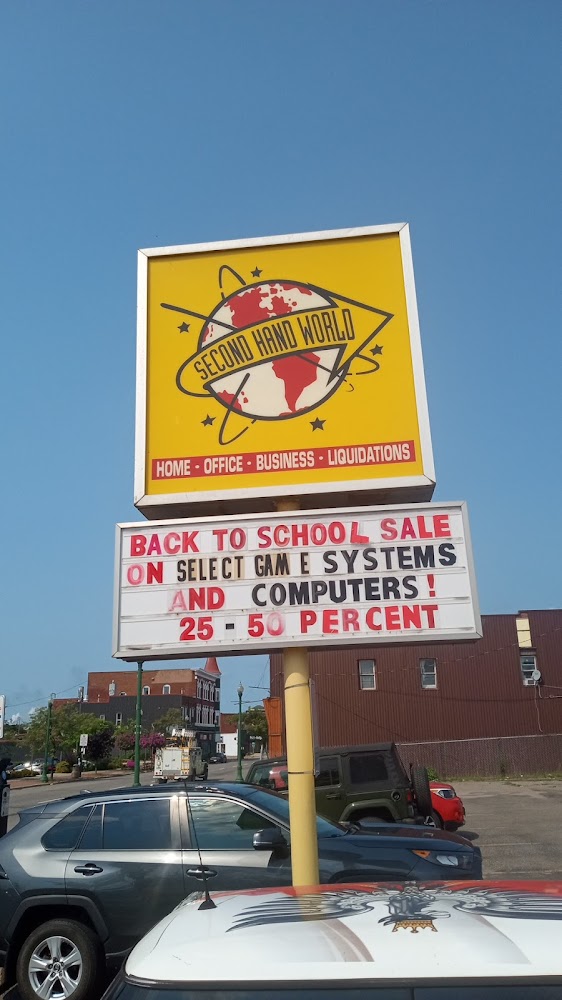 SECOND HAND WORLD
HOME - OFFICE - BUSINESS - LIQUIDATIONS
BACK TO SCHOOL SALE
ON SELECT GAME SYSTEMS
AND COMPUTERS!
25 - 50 PERCENT